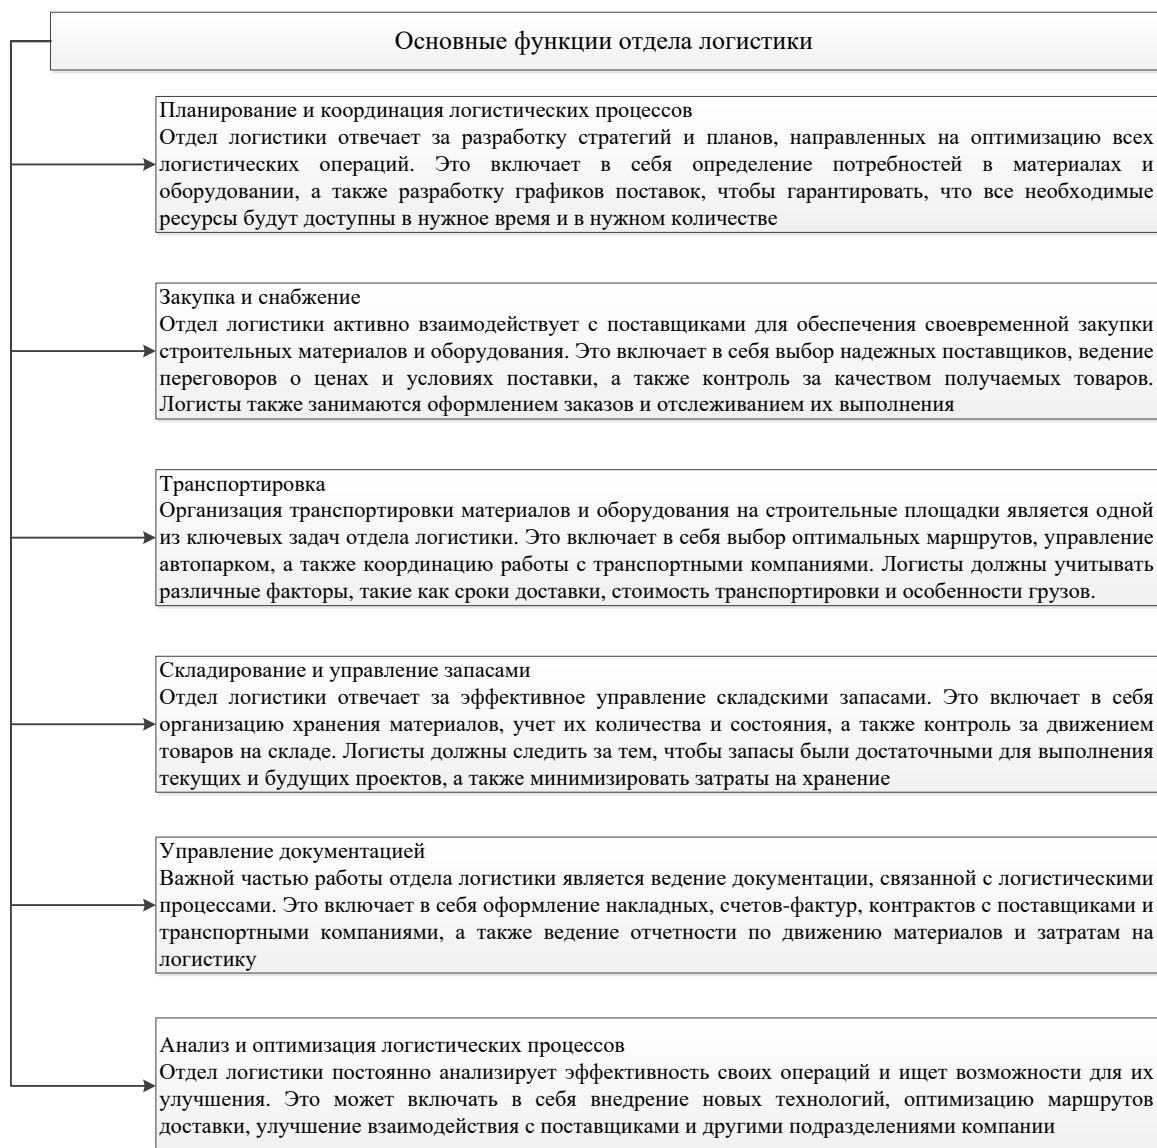 Основные функции отдела логистики
Планирование и координация логистических процессов
Отдел логистики отвечает за разработку стратегий и планов, направленных на оптимизацию всех
логистических операций. Это включает в себя определение потребностей в материалах и
оборудовании, а также разработку графиков поставок, чтобы гарантировать, что все необходимые
ресурсы будут доступны в нужное время и в нужном количестве
Закупка и снабжение
Отдел логистики активно взаимодействует с поставщиками для обеспечения своевременной закупки
строительных материалов и оборудования. Это включает в себя выбор надежных поставщиков, ведение
переговоров о ценах и условиях поставки, а также контроль за качеством получаемых товаров.
Логисты также занимаются оформлением заказов и отслеживанием их выполнения
Транспортировка
Организация транспортировки материалов и оборудования на строительные площадки является одной
из ключевых задач отдела логистики. Это включает в себя выбор оптимальных маршрутов, управление
автопарком, а также координацию работы с транспортными компаниями. Логисты должны учитывать
различные факторы, такие как сроки доставки, стоимость транспортировки и особенности грузов.
Складирование и управление запасами
Отдел логистики отвечает за эффективное управление складскими запасами. Это включает в себя
организацию хранения материалов, учет их количества и состояния, а также контроль за движением
товаров на складе. Логисты должны следить за тем, чтобы запасы были достаточными для выполнения
текущих и будущих проектов, а также минимизировать затраты на хранение
Управление документацией
Важной частью работы отдела логистики является ведение документации, связанной с логистическими
процессами. Это включает в себя оформление накладных, счетов-фактур, контрактов с поставщиками и
транспортными компаниями, а также ведение отчетности по движению материалов и затратам на
логистику
Анализ и оптимизация логистических процессов
Отдел логистики постоянно анализирует эффективность своих операций и ищет возможности для их
улучшения. Это может включать в себя внедрение новых технологий, оптимизацию маршрутов
доставки, улучшение взаимодействия с поставщиками и другими подразделениями компании